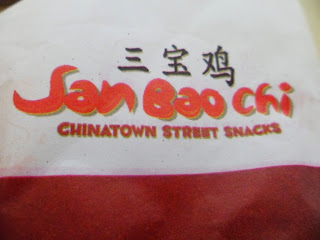 三宝鸡
San Bao Chi
CHINATOWN STREET SNACKS